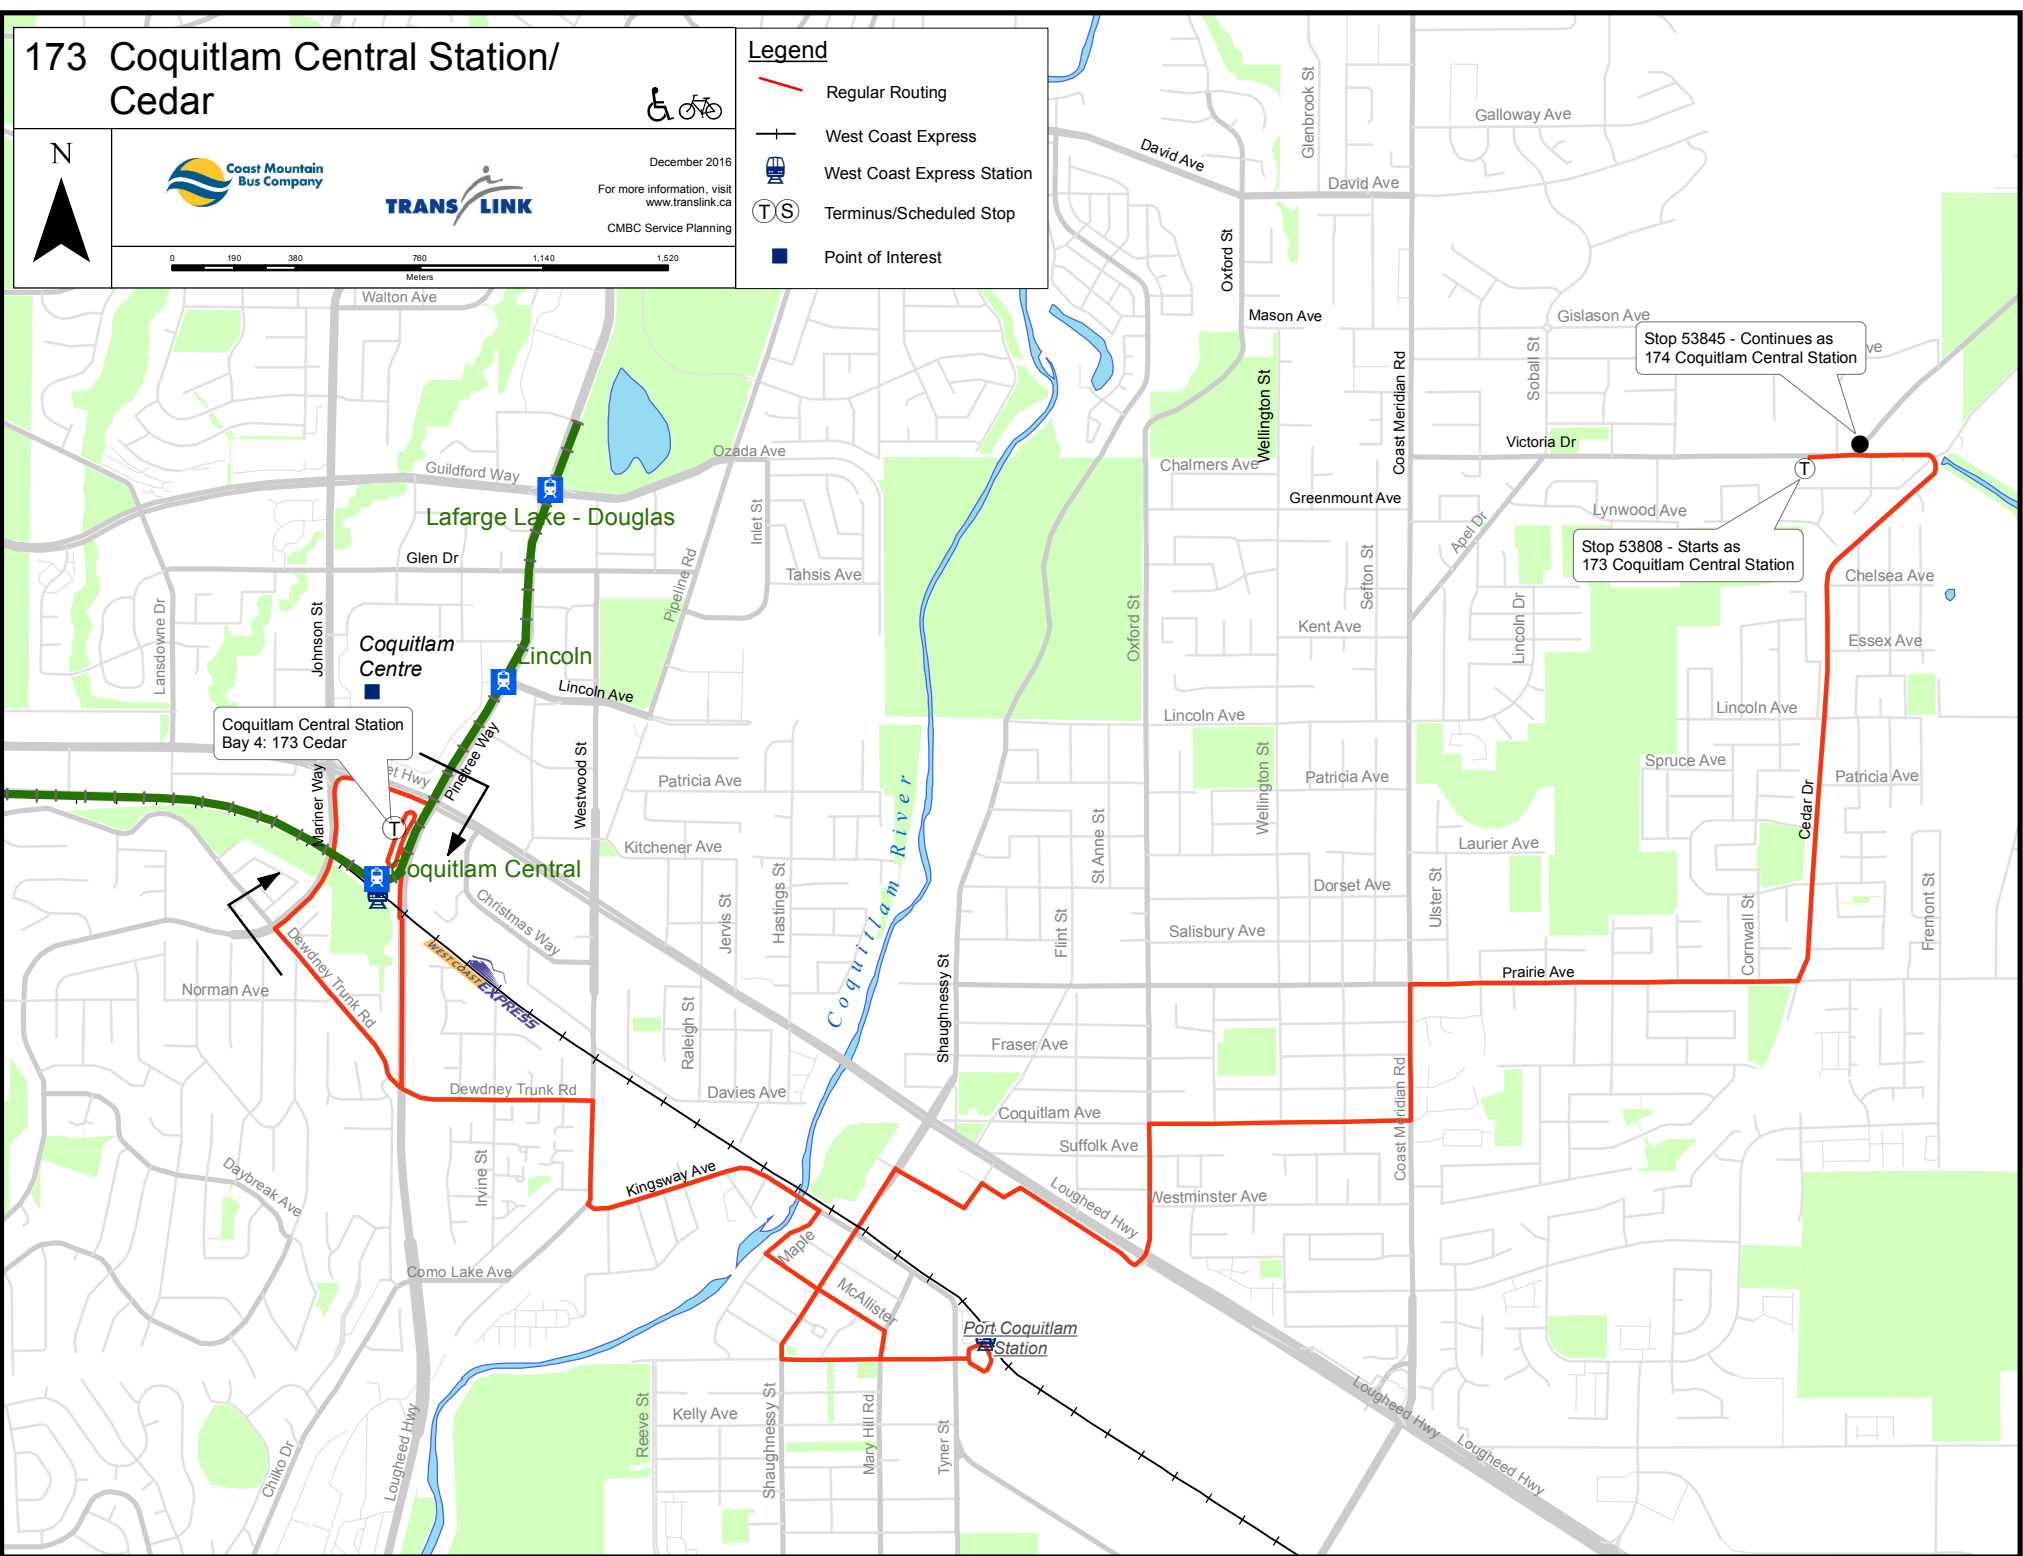 173 Coquitlam Central Station/
Cedar
N
Coast Mountain
Bus Company
TRANS LINK
December 2016
For more information, visit
www.translink.ca
CMBC Service Planning
0 190 380 760 1,140 1,520
Meters
Legend
Regular Routing
West Coast Express
West Coast Express Station
T S Terminus/Scheduled Stop
Point of Interest
Glenbrook St
Galloway Ave
David Ave
David Ave
Oxford St
Walton Ave
Mason Ave
Gislason Ave
Stop 53845 - Continues as
174 Coquitlam Central Station
ve
Soball St
Coast Meridian Rd
Wellington St
Victoria Dr
T
Ozada Ave
Guildford Way
Chalmers Ave
Greenmount Ave
Lynwood Ave
Apel Dr
Lafarge Lake - Douglas
Inlet St
Stop 53808 - Starts as
173 Coquitlam Central Station
Glen Dr
Tahsis Ave
Pipeline Rd
Sefton St
Chelsea Ave
Lansdowne Dr
Johnson St
Oxford St
Kent Ave
Lincoln Dr
Essex Ave
Coquitlam
Centre
Lincoln
Lincoln Ave
Lincoln Ave
Lincoln Ave
Coquitlam Central Station
Bay 4: 173 Cedar
Pinetree Way
et Hwy
Mariner Way
Westwood St
Patricia Ave
Wellington St
Patricia Ave
Spruce Ave
Patricia Ave
Cedar Dr
T
Kitchener Ave
Coquitlam River
St Anne St
Laurier Ave
oquitlam Central
Christmas Way
Jervis St
Hastings St
Flint St
Dorset Ave
Ulster St
Cornwall St
Fremont St
Salisbury Ave
Dewdney Trunk Rd
WEST COAST
EXPRESS
Norman Ave
Shaughnessy St
Prairie Ave
Raleigh St
Fraser Ave
Dewdney Trunk Rd
Davies Ave
Coquitlam Ave
Coast Meridian Rd
Suffolk Ave
Daybreak Ave
Irvine St
Kingsway Ave
Lougheed Hwy
Westminster Ave
Maple
Como Lake Ave
McAllister
Port Coquitlam
Station
Reeve St
Kelly Ave
Shaughnessy St
Mary Hill Rd
Tyner St
Chilko Dr
Lougheed Hwy
Lougheed Hwy
Lougheed Hwy